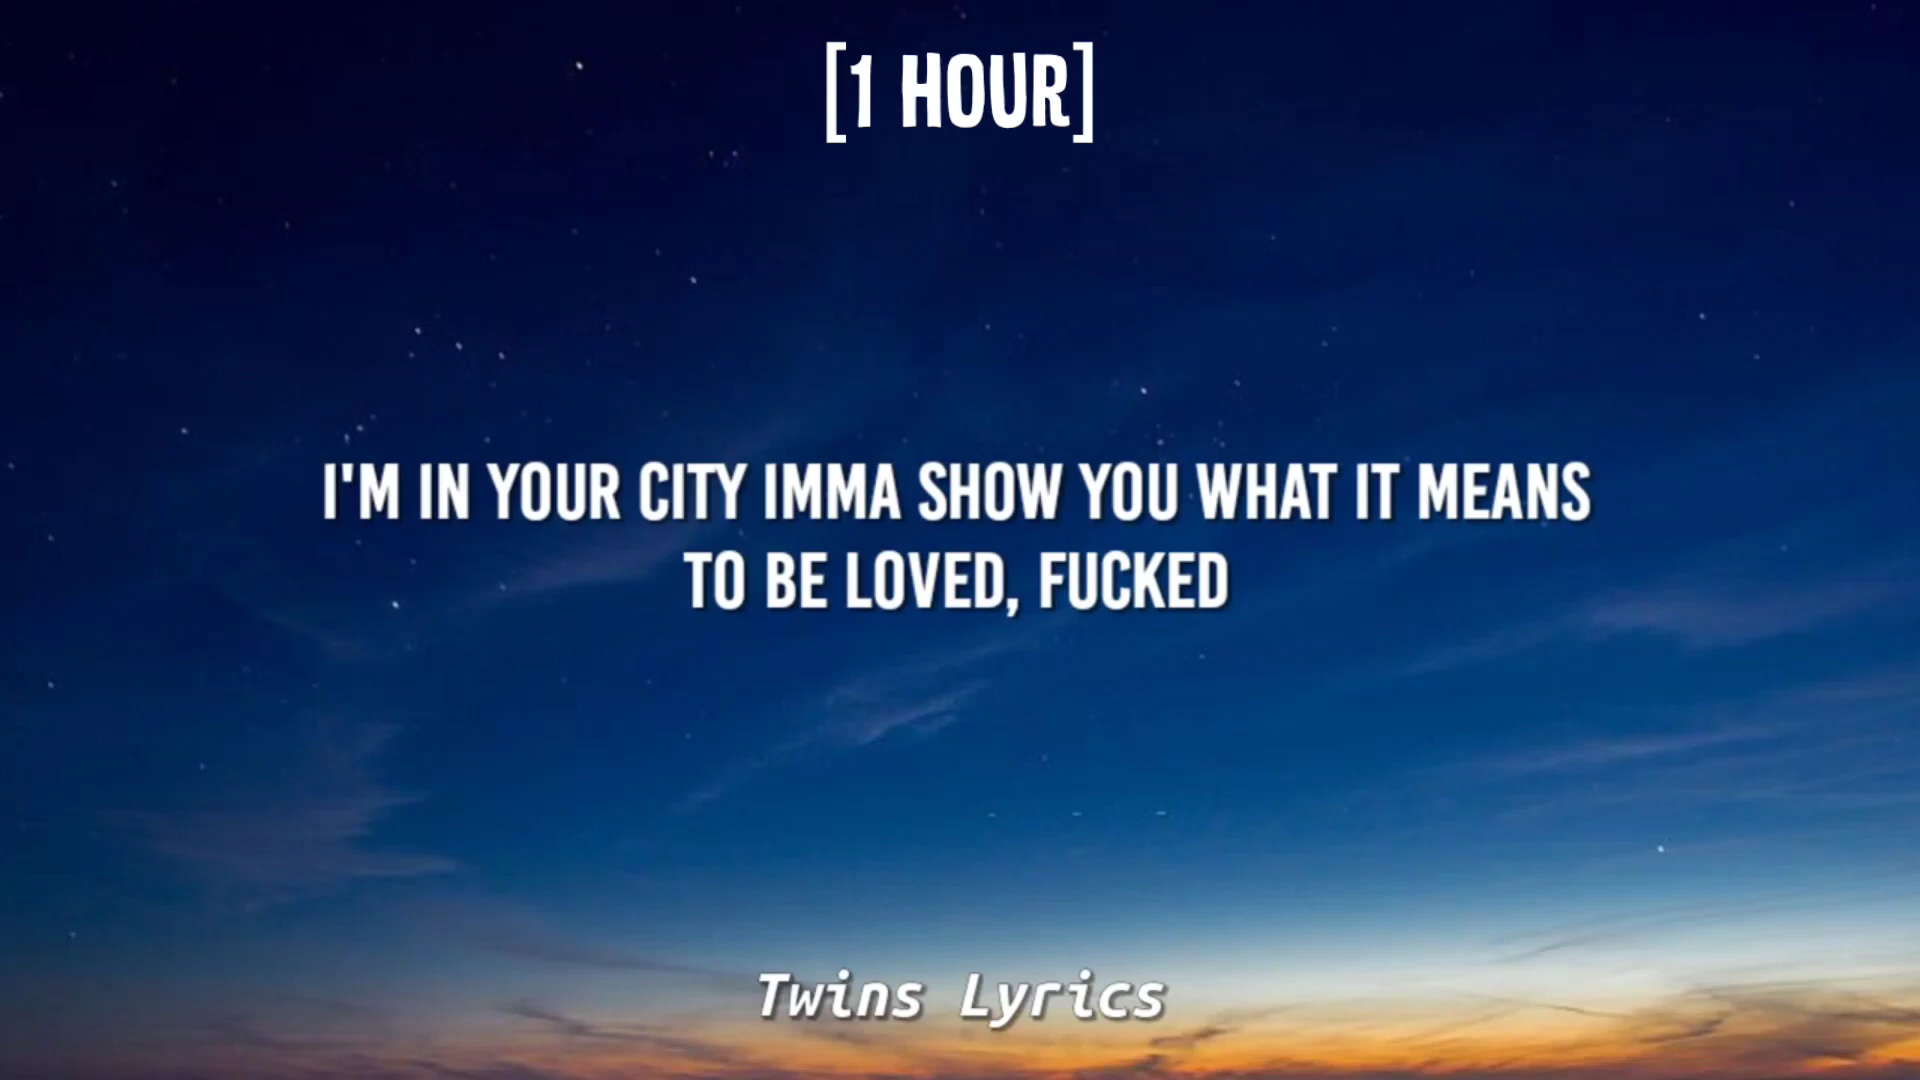 [1 HOUR]
I'M IN YOUR CITY IMMA SHOW YOU WHAT IT MEANS
TO BE LOVED, FUCKED
Twins Lyrics